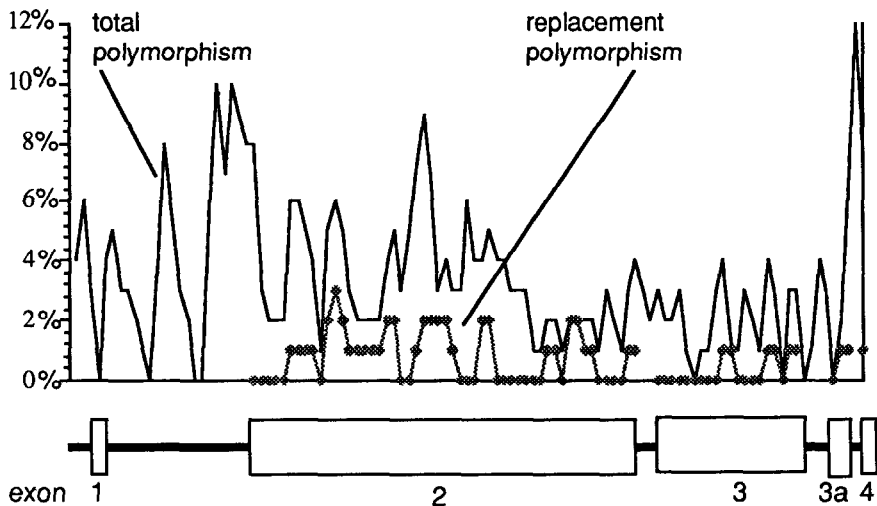 12%
10%
8%
6%
4%
2%
0%
total
polymorphism
replacement
polymorphism
exon 1 2 3 3a 4